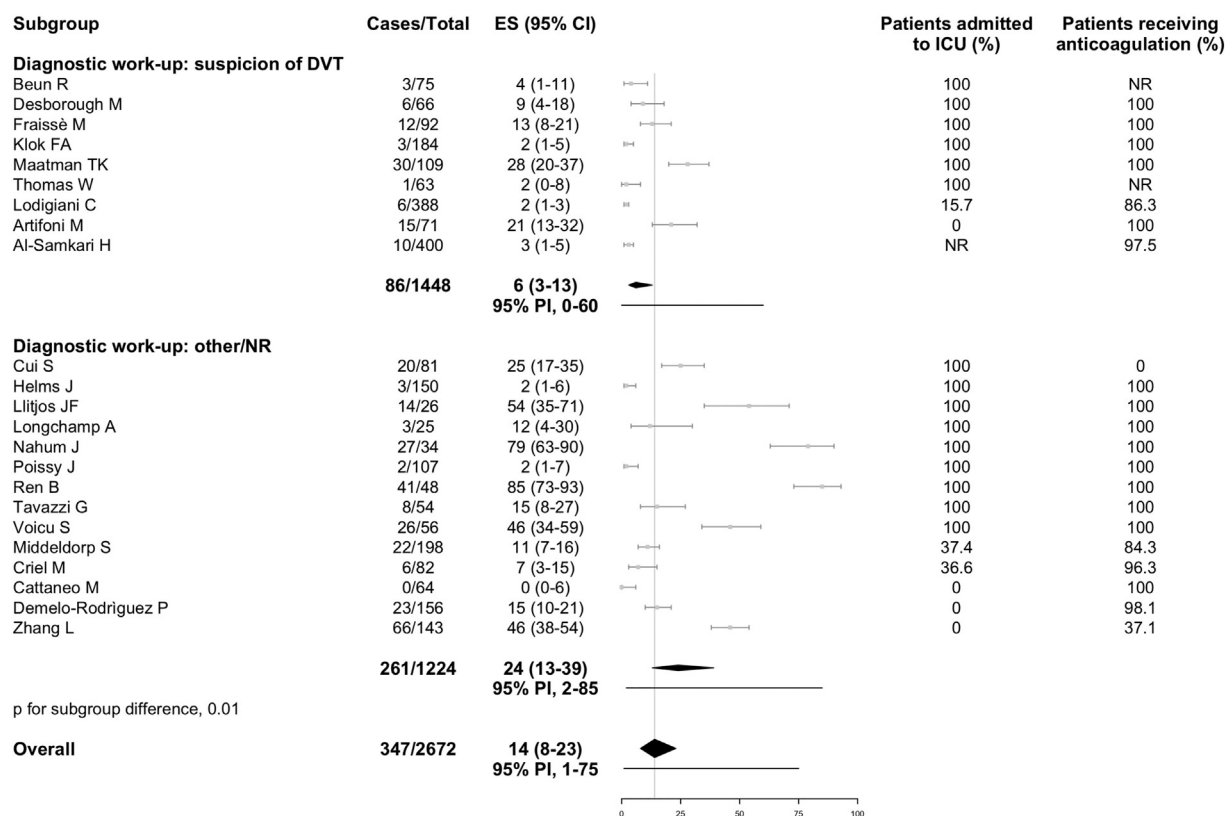 Subgroup Cases/Total ES (95% CI) Patients admitted to ICU (%) Patients receiving anticoagulation (%)
Diagnostic work-up: suspicion of DVT
Beun R 3/75 4 (1-11) 100 NR
Desborough M 6/66 9 (4-18) 100 100
Fraissè M 12/92 13 (8-21) 100 100
Klok FA 3/184 2 (1-5) 100 100
Maatman TK 30/109 28 (20-37) 100 100
Thomas W 1/63 2 (0-8) 100 NR
Lodigiani C 6/388 2 (1-3) 15.7 86.3
Artifoni M 15/71 21 (13-32) 0 100
Al-Samkari H 10/400 3 (1-5) NR 97.5
86/1448 6 (3-13)
95% PI, 0-60
Diagnostic work-up: other/NR
Cui S 20/81 25 (17-35) 100 0
Helms J 3/150 2 (1-6) 100 100
Llitjos JF 14/26 54 (35-71) 100 100
Longchamp A 3/25 12 (4-30) 100 100
Nahum J 27/34 79 (63-90) 100 100
Poissy J 2/107 2 (1-7) 100 100
Ren B 41/48 85 (73-93) 100 100
Tavazzi G 8/54 15 (8-27) 100 100
Voicu S 26/56 46 (34-59) 100 100
Middeldorp S 22/198 11 (7-16) 37.4 84.3
Criel M 6/82 7 (3-15) 36.6 96.3
Cattaneo M 0/64 0 (0-6) 0 100
Demelo-Rodrìguez P 23/156 15 (10-21) 0 98.1
Zhang L 66/143 46 (38-54) 0 37.1
261/1224 24 (13-39)
95% PI, 2-85
p for subgroup difference, 0.01
Overall 347/2672 14 (8-23)
95% PI, 1-75
0 25 50 75 100